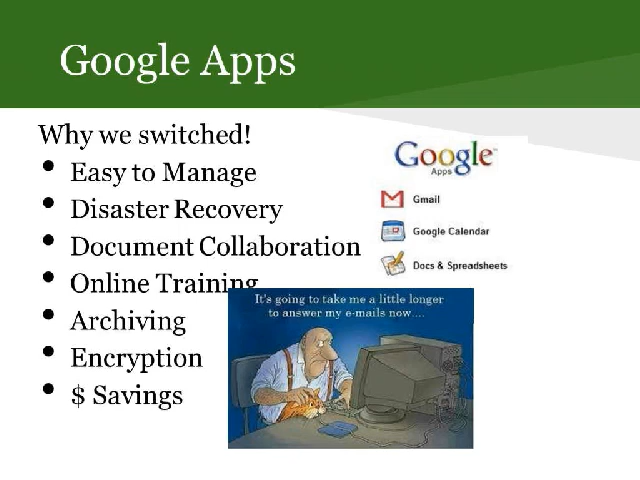 Google Apps
Why we switched!
• Easy to Manage
• Disaster Recovery
• Document Collaboration
• Online Training
• Archiving
• Encryption
• $ Savings
Google™
Apps
Gmail
Google Calendar
Docs & Spreadsheets
It's going to take me a little longer
to answer my e-mails now....